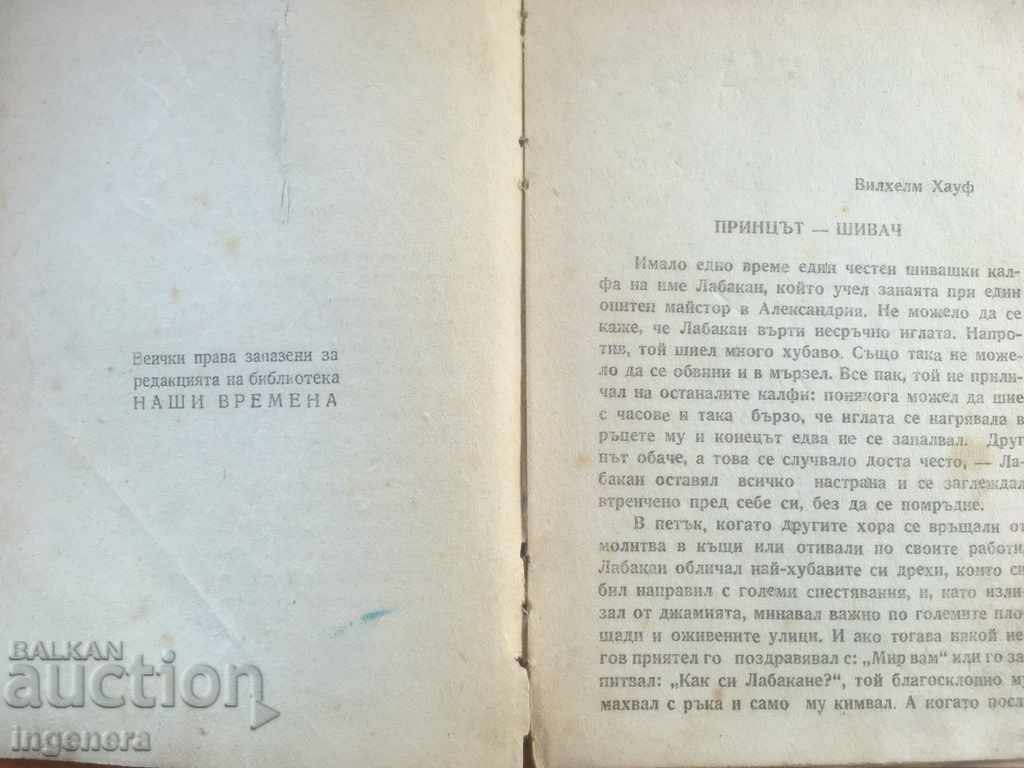 Всички права запазени за
редакцията на библиотека
НАШИ ВРЕМЕНА
Вилхелм Хауф
ПРИНЦЪТ — ШИВАЧ
Имало едно време един честен шивашки кал-
фа на име Лабакан, който учел занаята при един
опитен майстор в Александрия. Не можело да се
каже, че Лабакан върти несръчно иглата. Напро-
тив, той шиел много хубаво. Също така не може-
ло да се обвини и в мързел. Все пак, той не прили-
чал на останалите калфи: понякога можел да шие
с часове и така бързо, че иглата се нагрявала в
ръцете му и конецът едва не се запалвал. Друг
път обаче, а това се случвало доста често, — Ла-
бакан оставял всичко настрана и се заглеждал
втренчено пред себе си, без да се помръдне.
В петък, когато другите хора се връщали от
молитва в къщи или отивали по своите работи,
Лабакан обличал най-хубавите си дрехи, които си
бил направил с големи спестявания, и, като изли-
зал от джамията, минавал важно по големите пло
щади и оживените улици. И ако тогава някой не-
гов приятел го поздравявал с: „Мир вам“ или го за
питвал: „Как си Лабакане?“, той благосклонно му
махвал с ръка и само му кимвал. А когато посл
BALKAN
auction
ingenera